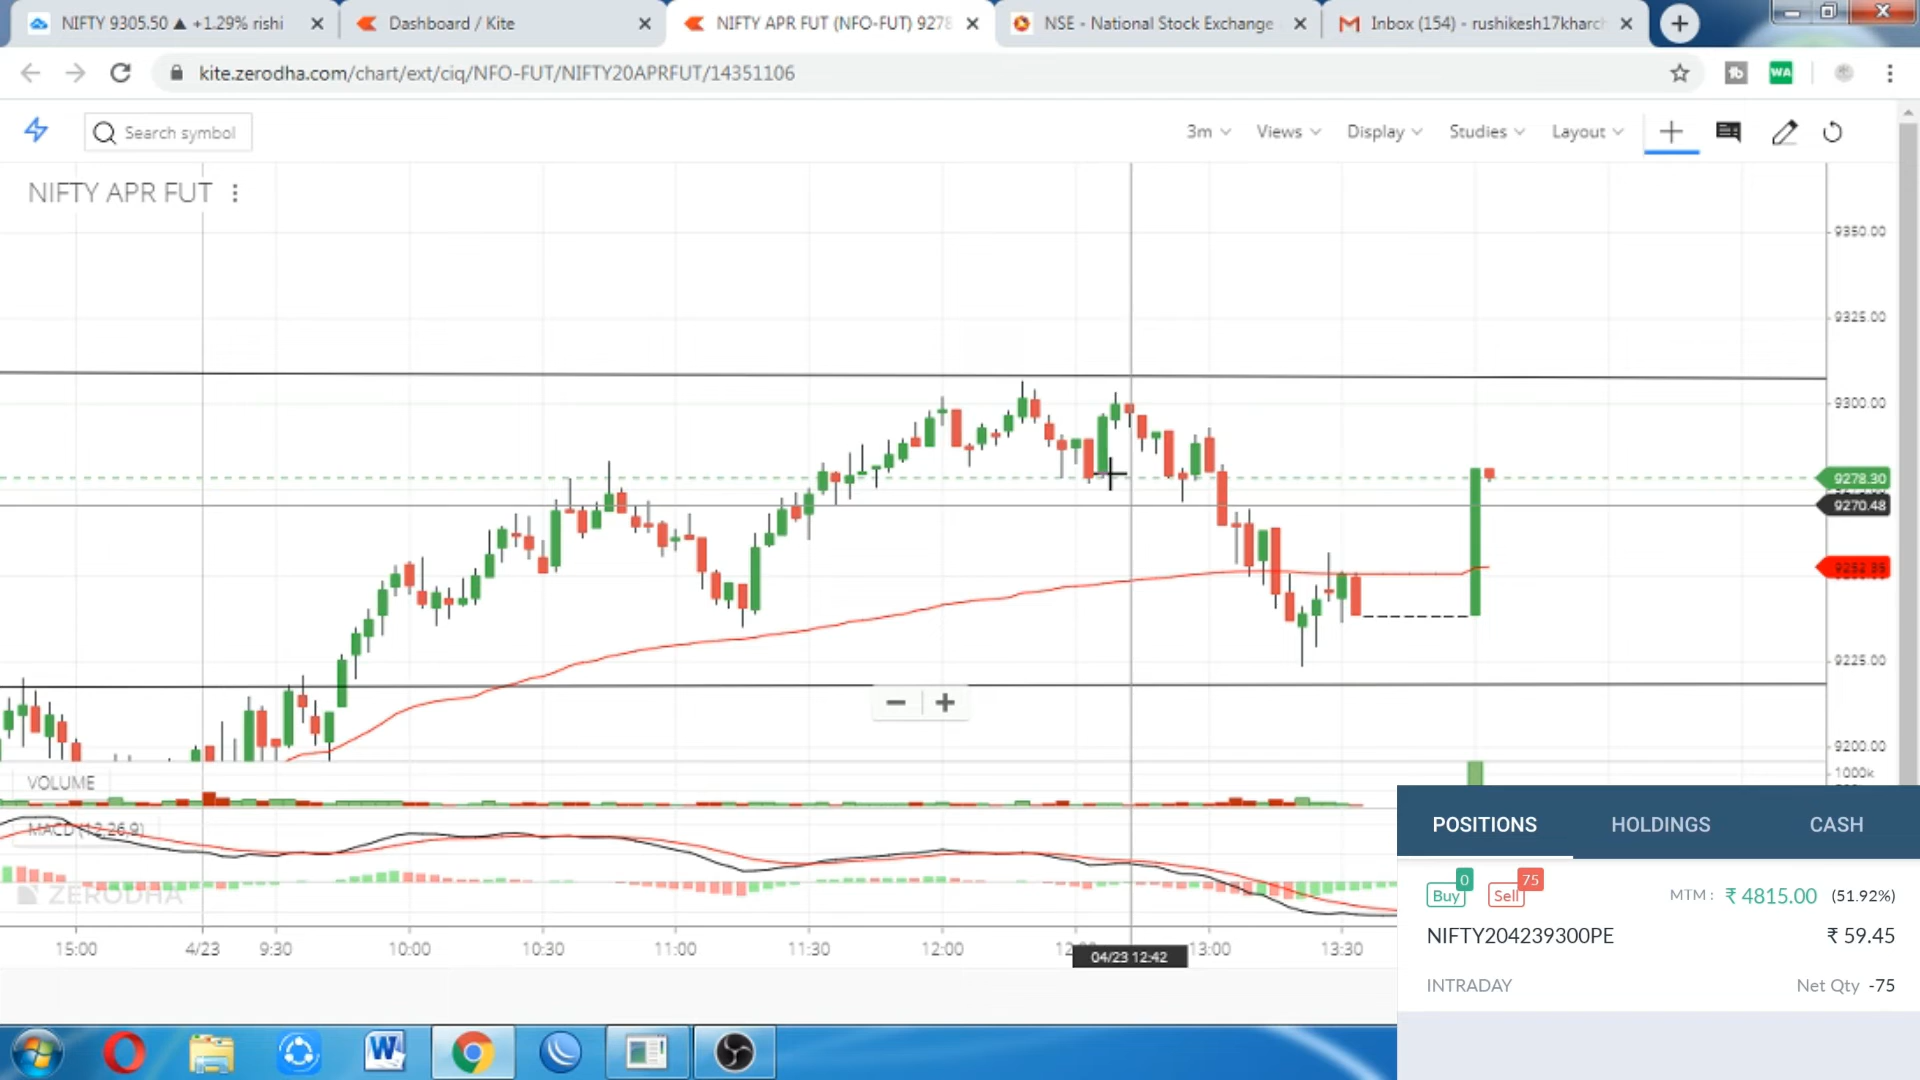 NIFTY 9305.50 ▲ +1.29% rishi
Dashboard / Kite
NIFTY APR FUT (NFO-FUT) 9278
NSE - National Stock Exchange
Inbox (154) - rushikesh17kharch
kite.zerodha.com/chart/ext/ciq/NFO-FUT/NIFTY20APRFUT/14351106
WA
Search symbol
3m
Views
Display
Studies
Layout
NIFTY APR FUT
9350.00
9325.00
9300.00
9278.30
9270.48
9225.00
9200.00
1000k
VOLUME
MACD (12,26,9)
ZERODHA
15:00
4/23
9:30
10:00
10:30
11:00
11:30
12:00
13:00
13:30
04/23 12:42
POSITIONS
HOLDINGS
CASH
Buy 0
Sell 75
MTM : ₹ 4815.00 (51.92%)
NIFTY204239300PE
₹ 59.45
INTRADAY
Net Qty -75